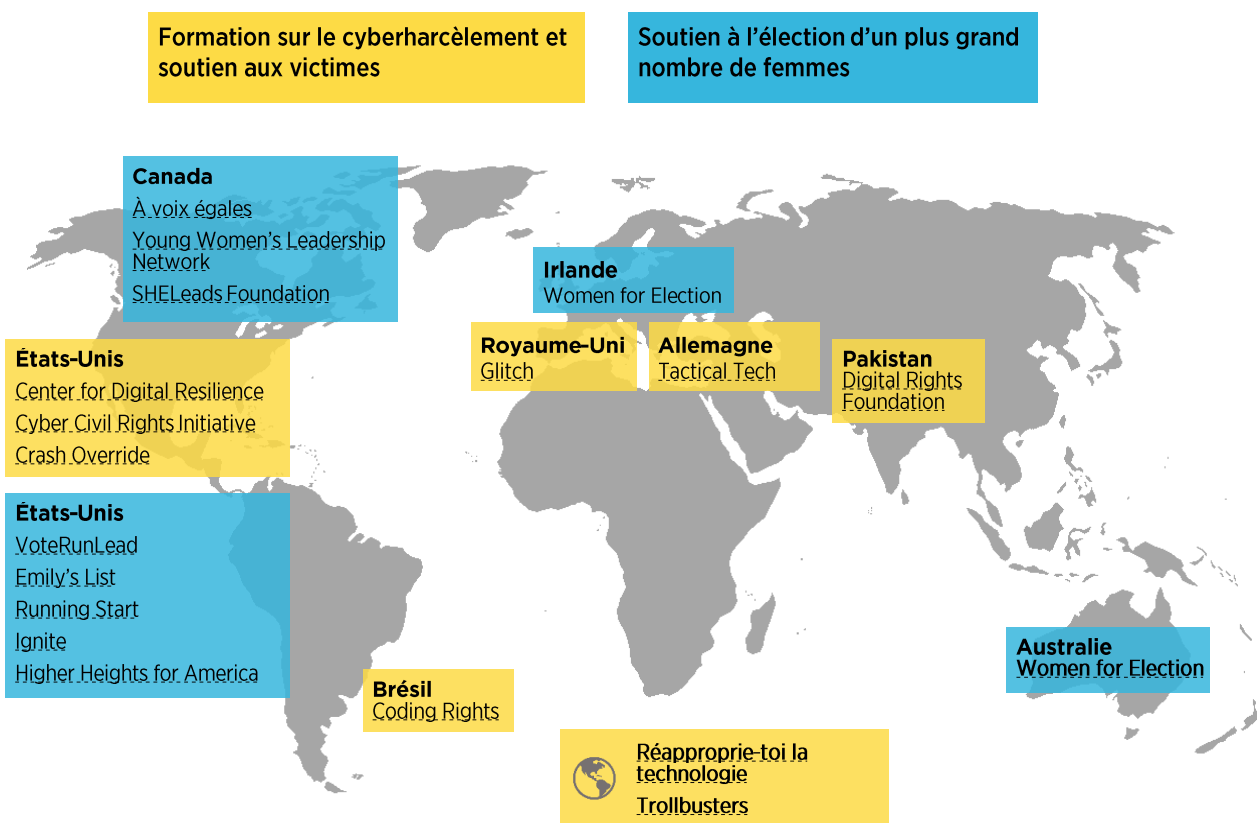 Formation sur le cyberharcèlement et
soutien aux victimes
Soutien à l’élection d’un plus grand
nombre de femmes
Canada
À voix égales
Young Women’s Leadership
Network
SHELeads Foundation
Irlande
Women for Election
États-Unis
Center for Digital Resilience
Cyber Civil Rights Initiative
Crash Override
Royaume-Uni
Glitch
Allemagne
Tactical Tech
Pakistan
Digital Rights
Foundation
États-Unis
VoteRunLead
Emily’s List
Running Start
Ignite
Higher Heights for America
Australie
Women for Election
Brésil
Coding Rights
Réapproprie-toi la
technologie
Trollbusters